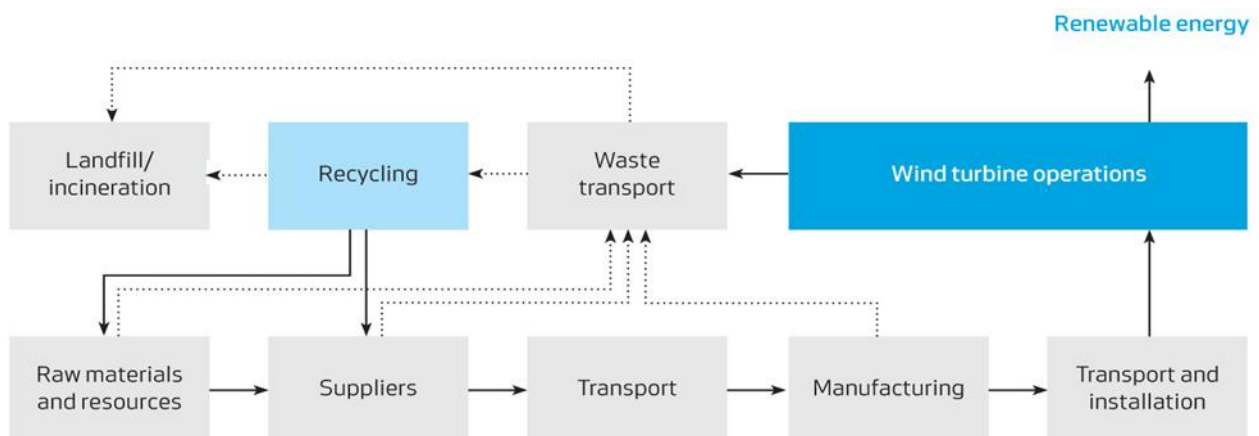 Renewable energy
Landfill/
incineration
Recycling
Waste
transport
Wind turbine operations
Raw materials
and resources
Suppliers
Transport
Manufacturing
Transport and
installation